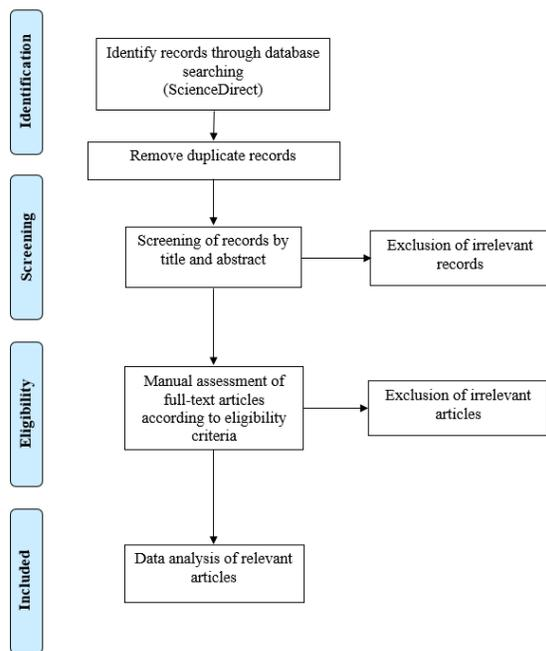 Identification
Identify records through database
searching
(ScienceDirect)
Remove duplicate records
Screening
Screening of records by
title and abstract
Exclusion of irrelevant
records
Eligibility
Manual assessment of
full-text articles
according to eligibility
criteria
Exclusion of irrelevant
articles
Included
Data analysis of relevant
articles